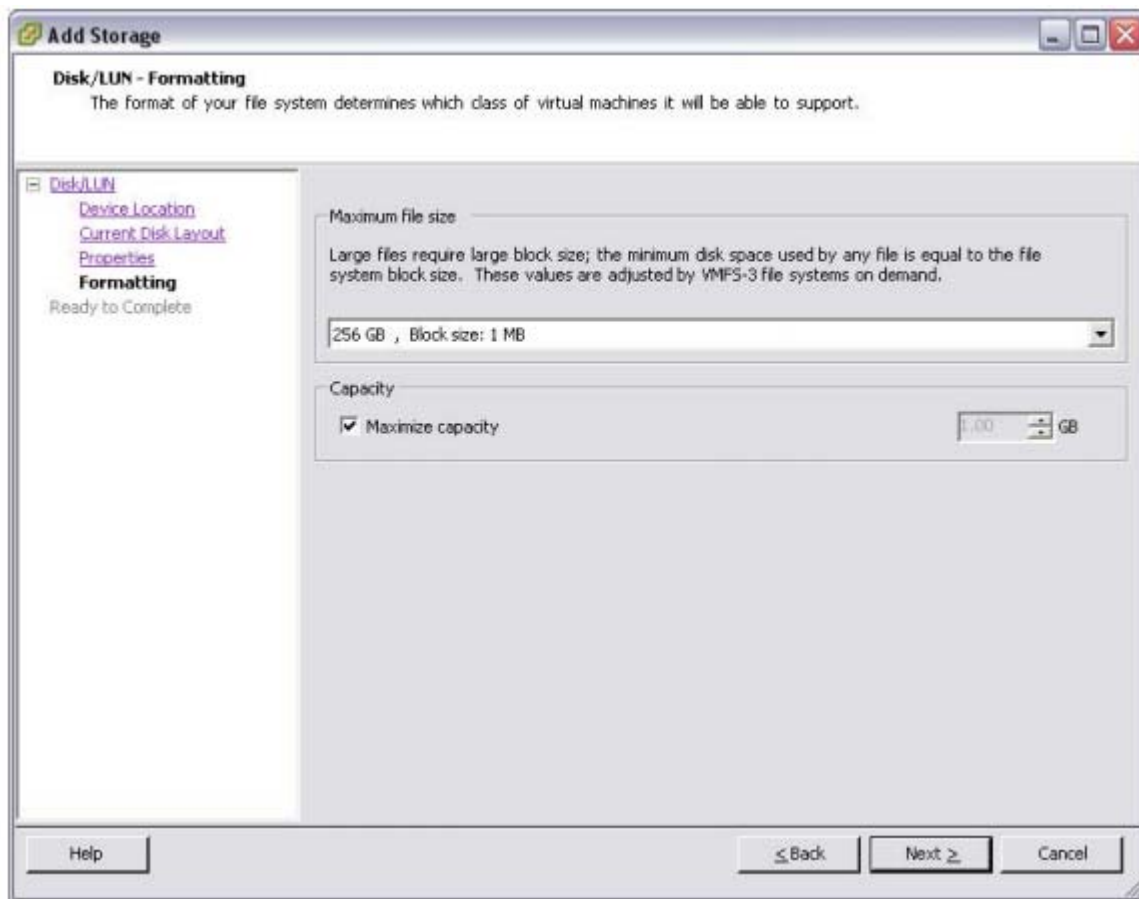 Add Storage
Disk/LUN - Formatting
The format of your file system determines which class of virtual machines it will be able to support.
Disk/LUN
Device Location
Current Disk Layout
Properties
Formatting
Ready to Complete
Maximum file size
Large files require large block size; the minimum disk space used by any file is equal to the file
system block size. These values are adjusted by VMFS-3 file systems on demand.
256 GB , Block size: 1 MB
Capacity
Maximize capacity
1.00 GB
Help
≤ Back
Next ≥
Cancel